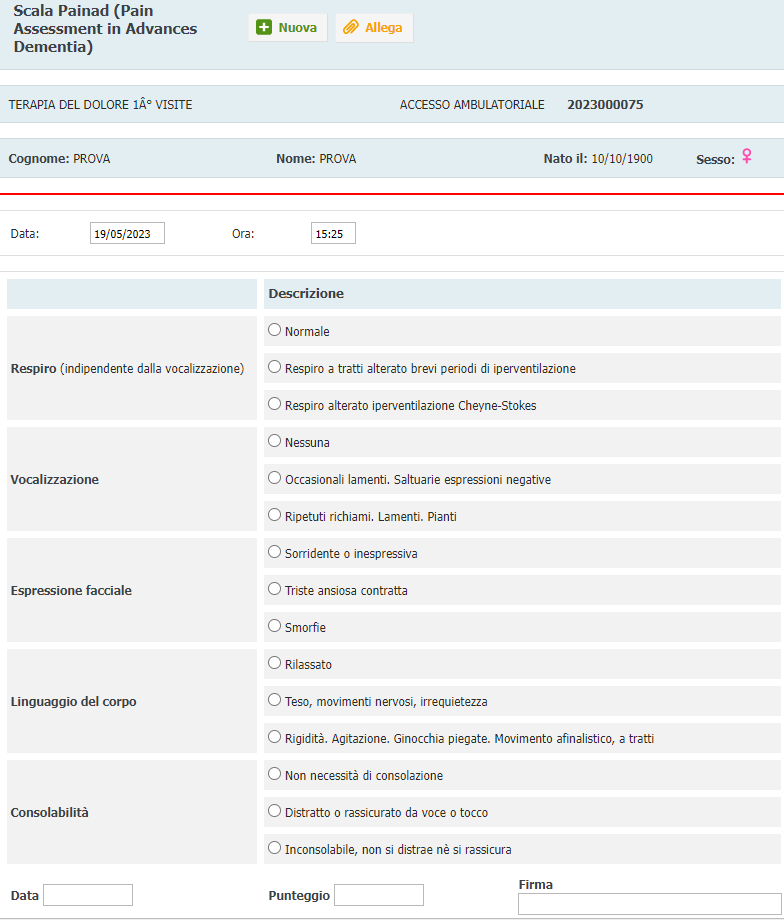 Scala Painad (Pain
Assessment in Advances
Dementia)
Nuova
Allega
TERAPIA DEL DOLORE 1Â° VISITE
ACCESSO AMBULATORIALE 2023000075
Cognome: PROVA
Nome: PROVA
Nato il: 10/10/1900
Sesso:
Data: 19/05/2023
Ora: 15:25
Descrizione
Respiro (indipendente dalla vocalizzazione)
Normale
Respiro a tratti alterato brevi periodi di iperventilazione
Respiro alterato iperventilazione Cheyne-Stokes
Vocalizzazione
Nessuna
Occasionali lamenti. Saltuarie espressioni negative
Ripetuti richiami. Lamenti. Pianti
Espressione facciale
Sorridente o inespressiva
Triste ansiosa contratta
Smorfie
Linguaggio del corpo
Rilassato
Teso, movimenti nervosi, irrequietezza
Rigidità. Agitazione. Ginocchia piegate. Movimento afinalistico, a tratti
Consolabilità
Non necessità di consolazione
Distratto o rassicurato da voce o tocco
Inconsolabile, non si distrae nè si rassicura
Data
Punteggio
Firma